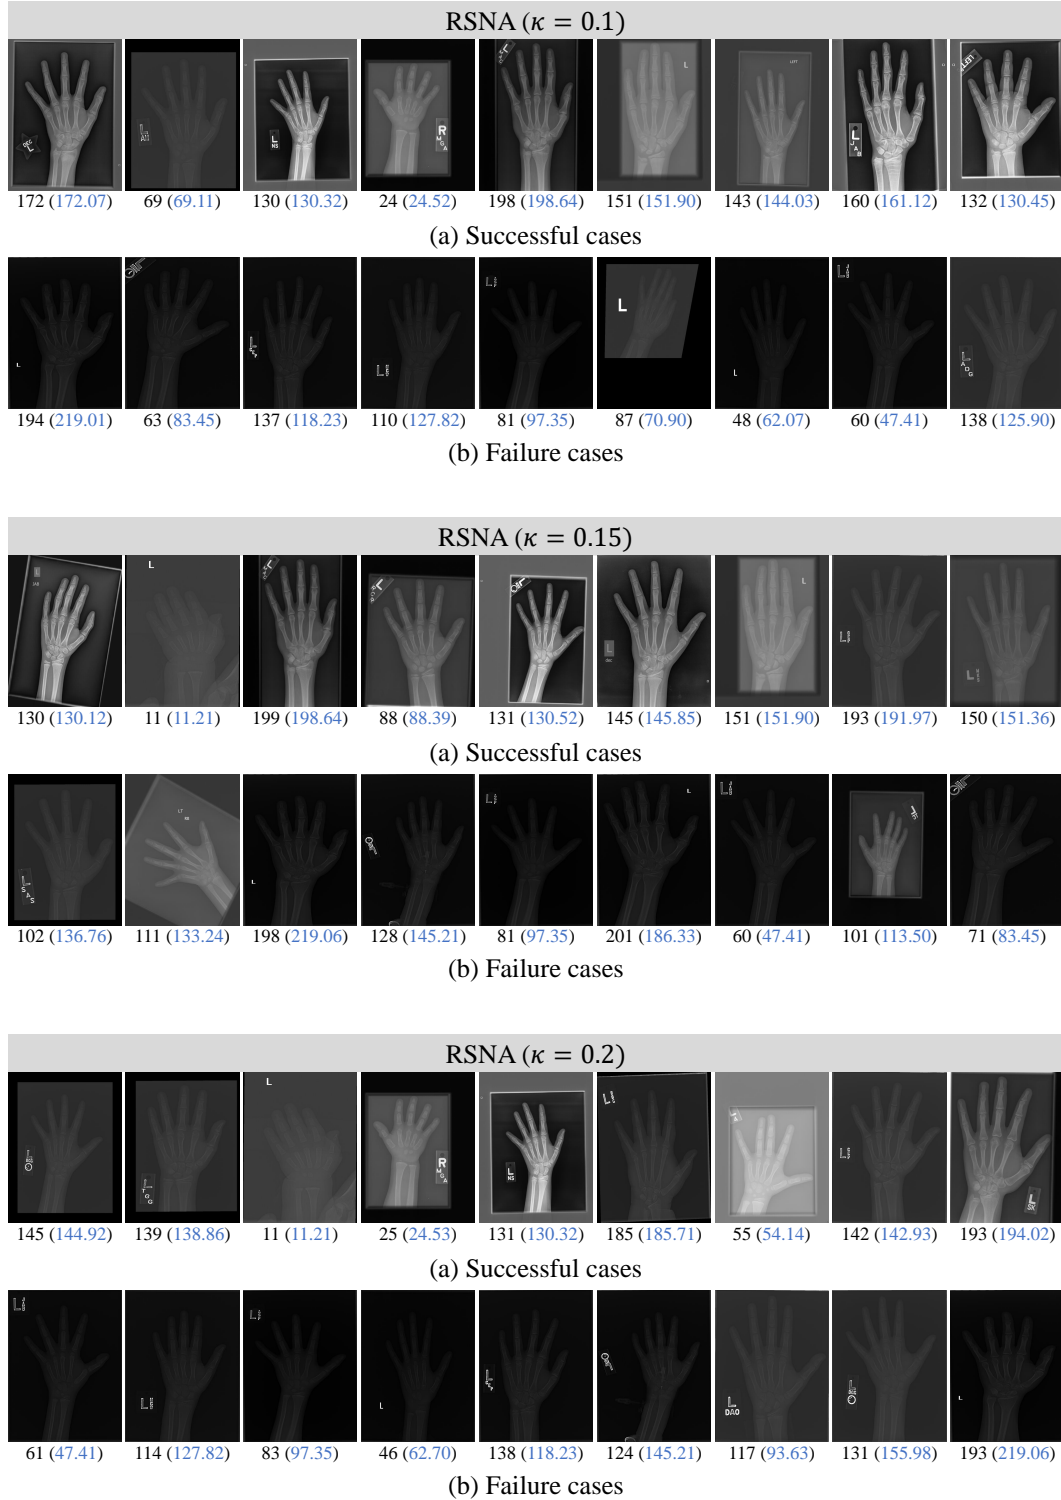 RSNA (κ = 0.1)
172 (172.07) 69 (69.11) 130 (130.32) 24 (24.52) 198 (198.64) 151 (151.90) 143 (144.03) 160 (161.12) 132 (130.45)
(a) Successful cases
194 (219.01) 63 (83.45) 137 (118.23) 110 (127.82) 81 (97.35) 87 (70.90) 48 (62.07) 60 (47.41) 138 (125.90)
(b) Failure cases
RSNA (κ = 0.15)
130 (130.12) 11 (11.21) 199 (198.64) 88 (88.39) 131 (130.52) 145 (145.85) 151 (151.90) 193 (191.97) 150 (151.36)
(a) Successful cases
102 (136.76) 111 (133.24) 198 (219.06) 128 (145.21) 81 (97.35) 201 (186.33) 60 (47.41) 101 (113.50) 71 (83.45)
(b) Failure cases
RSNA (κ = 0.2)
145 (144.92) 139 (138.86) 11 (11.21) 25 (24.53) 131 (130.32) 185 (185.71) 55 (54.14) 142 (142.93) 193 (194.02)
(a) Successful cases
61 (47.41) 114 (127.82) 83 (97.35) 46 (62.70) 138 (118.23) 124 (145.21) 117 (93.63) 131 (155.98) 193 (219.06)
(b) Failure cases